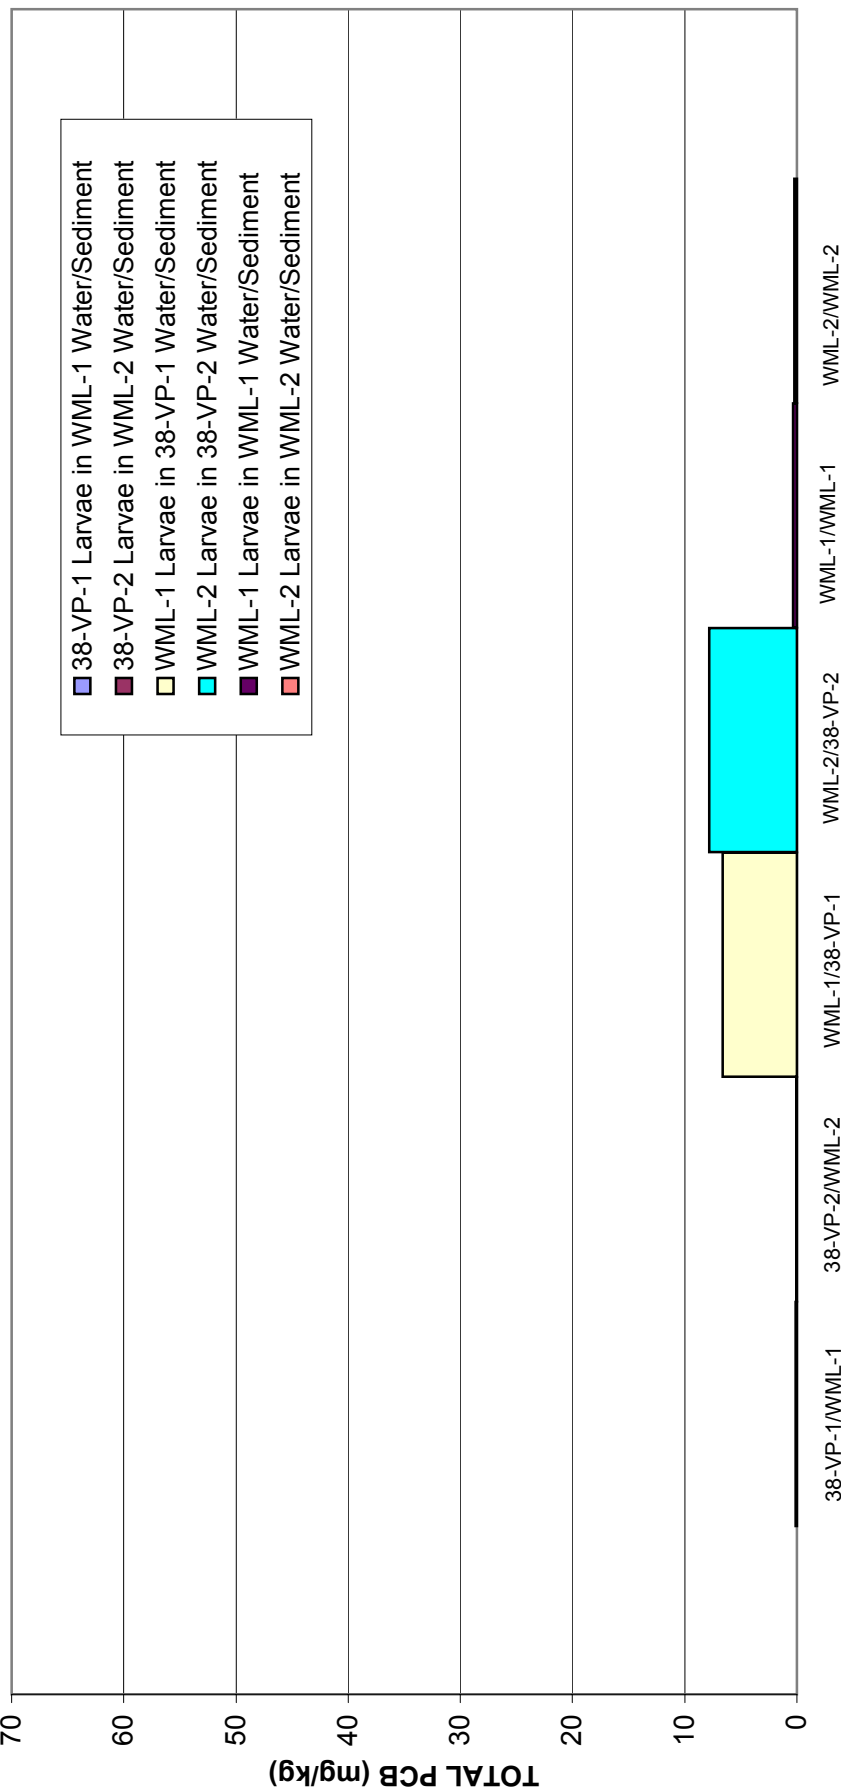 70
60
50
40
30
20
10
0
TOTAL PCB (mg/kg)
38-VP-1 Larvae in WML-1 Water/Sediment
38-VP-2 Larvae in WML-2 Water/Sediment
WML-1 Larvae in 38-VP-1 Water/Sediment
WML-2 Larvae in 38-VP-2 Water/Sediment
WML-1 Larvae in WML-1 Water/Sediment
WML-2 Larvae in WML-2 Water/Sediment
38-VP-1/WML-1
38-VP-2/WML-2
WML-1/38-VP-1
WML-2/38-VP-2
WML-1/WML-1
WML-2/WML-2